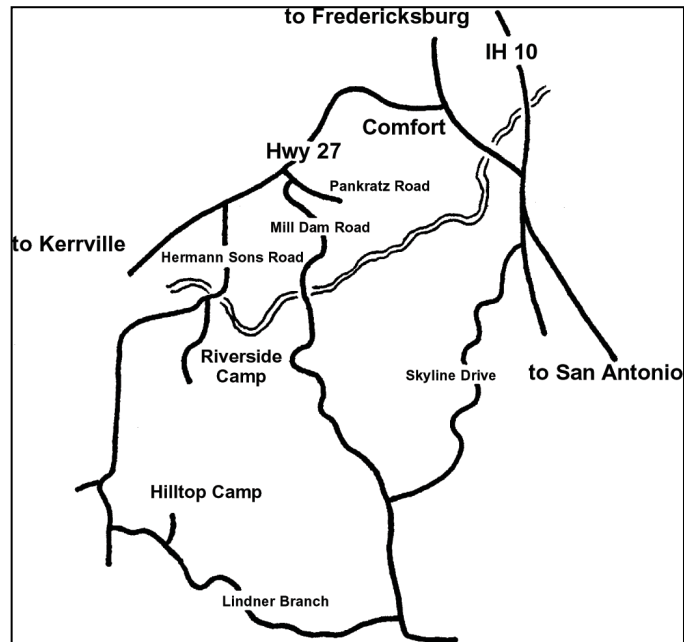 to Fredericksburg
IH 10
Comfort
Hwy 27
Pankratz Road
Mill Dam Road
to Kerrville
Hermann Sons Road
Riverside
Camp
Skyline Drive
to San Antonio
Hilltop Camp
Lindner Branch